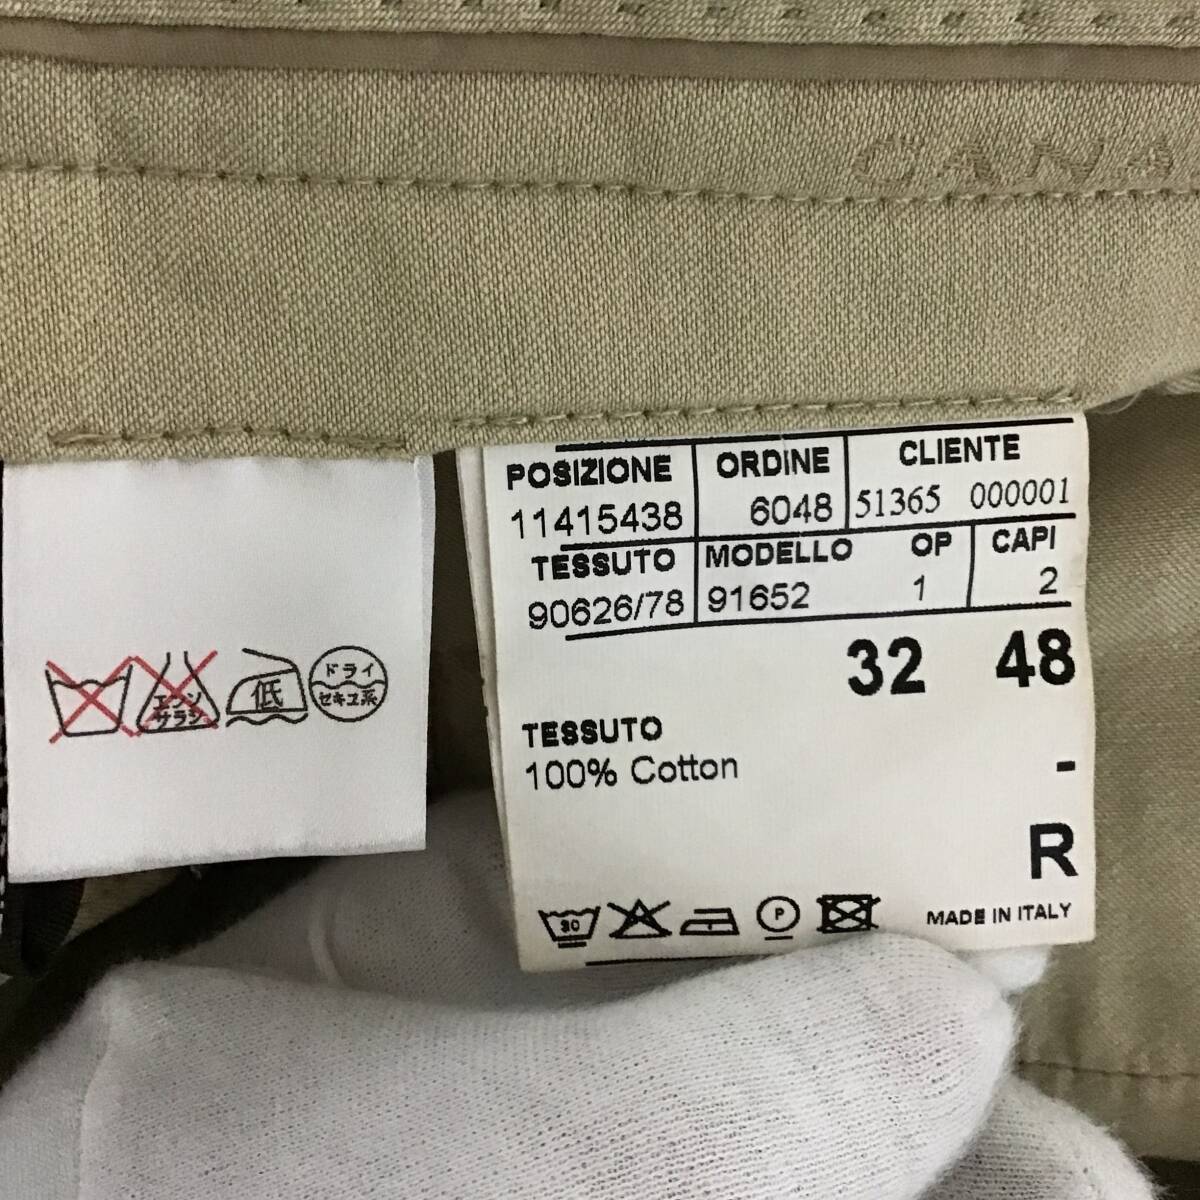 CANA
POSIZIONE ORDINE CLIENTE
11415438 6048 51365 000001
TESSUTO MODELLO OP CAPI
90626/78 91652 1 2
32 48
TESSUTO
100% Cotton -
R
30 P MADE IN ITALY
エンソ
サラシ
低
ドライ
セキユ系